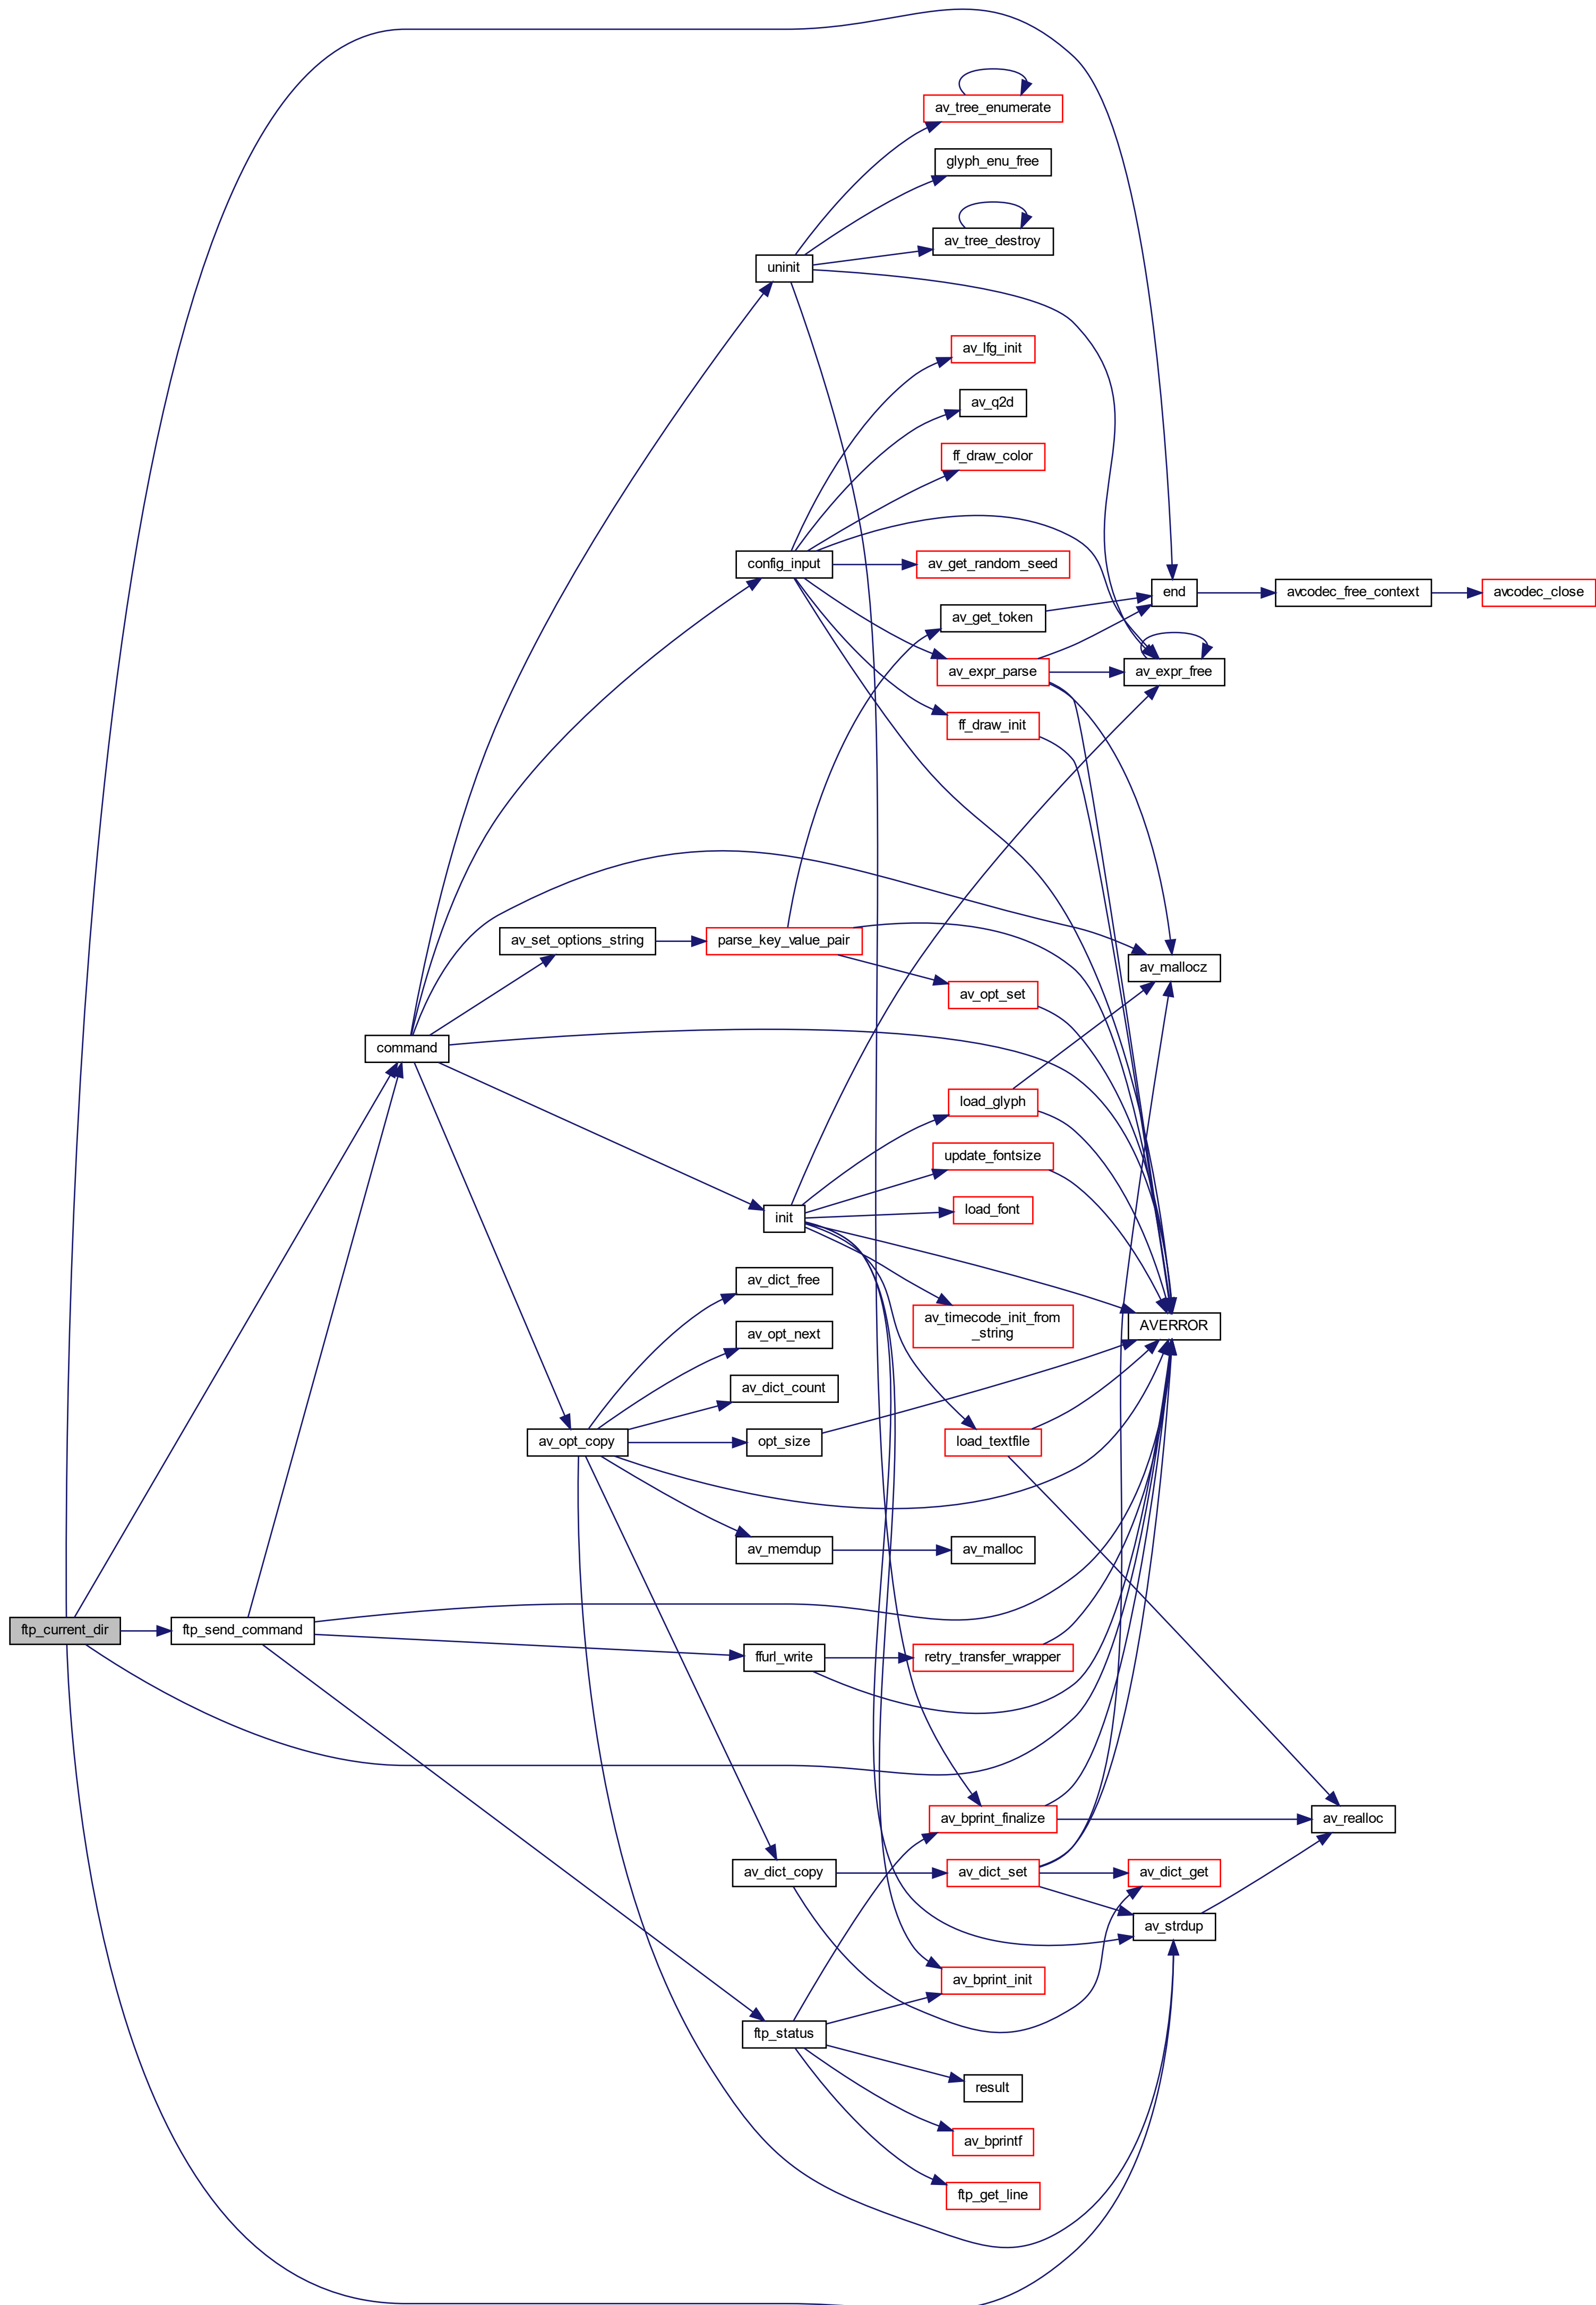 av_tree_enumerate
glyph_enu_free
av_tree_destroy
uninit
av_lfg_init
av_q2d
ff_draw_color
config_input
av_get_random_seed
end
avcodec_free_context
avcodec_close
av_get_token
av_expr_parse
av_expr_free
ff_draw_init
av_set_options_string
parse_key_value_pair
av_mallocz
av_opt_set
command
load_glyph
update_fontsize
init
load_font
av_dict_free
av_timecode_init_from
_string
AVERROR
av_opt_next
av_dict_count
av_opt_copy
opt_size
load_textfile
av_memdup
av_malloc
ftp_current_dir
ftp_send_command
ffurl_write
retry_transfer_wrapper
av_bprint_finalize
av_realloc
av_dict_copy
av_dict_set
av_dict_get
av_strdup
av_bprint_init
ftp_status
result
av_bprintf
ftp_get_line